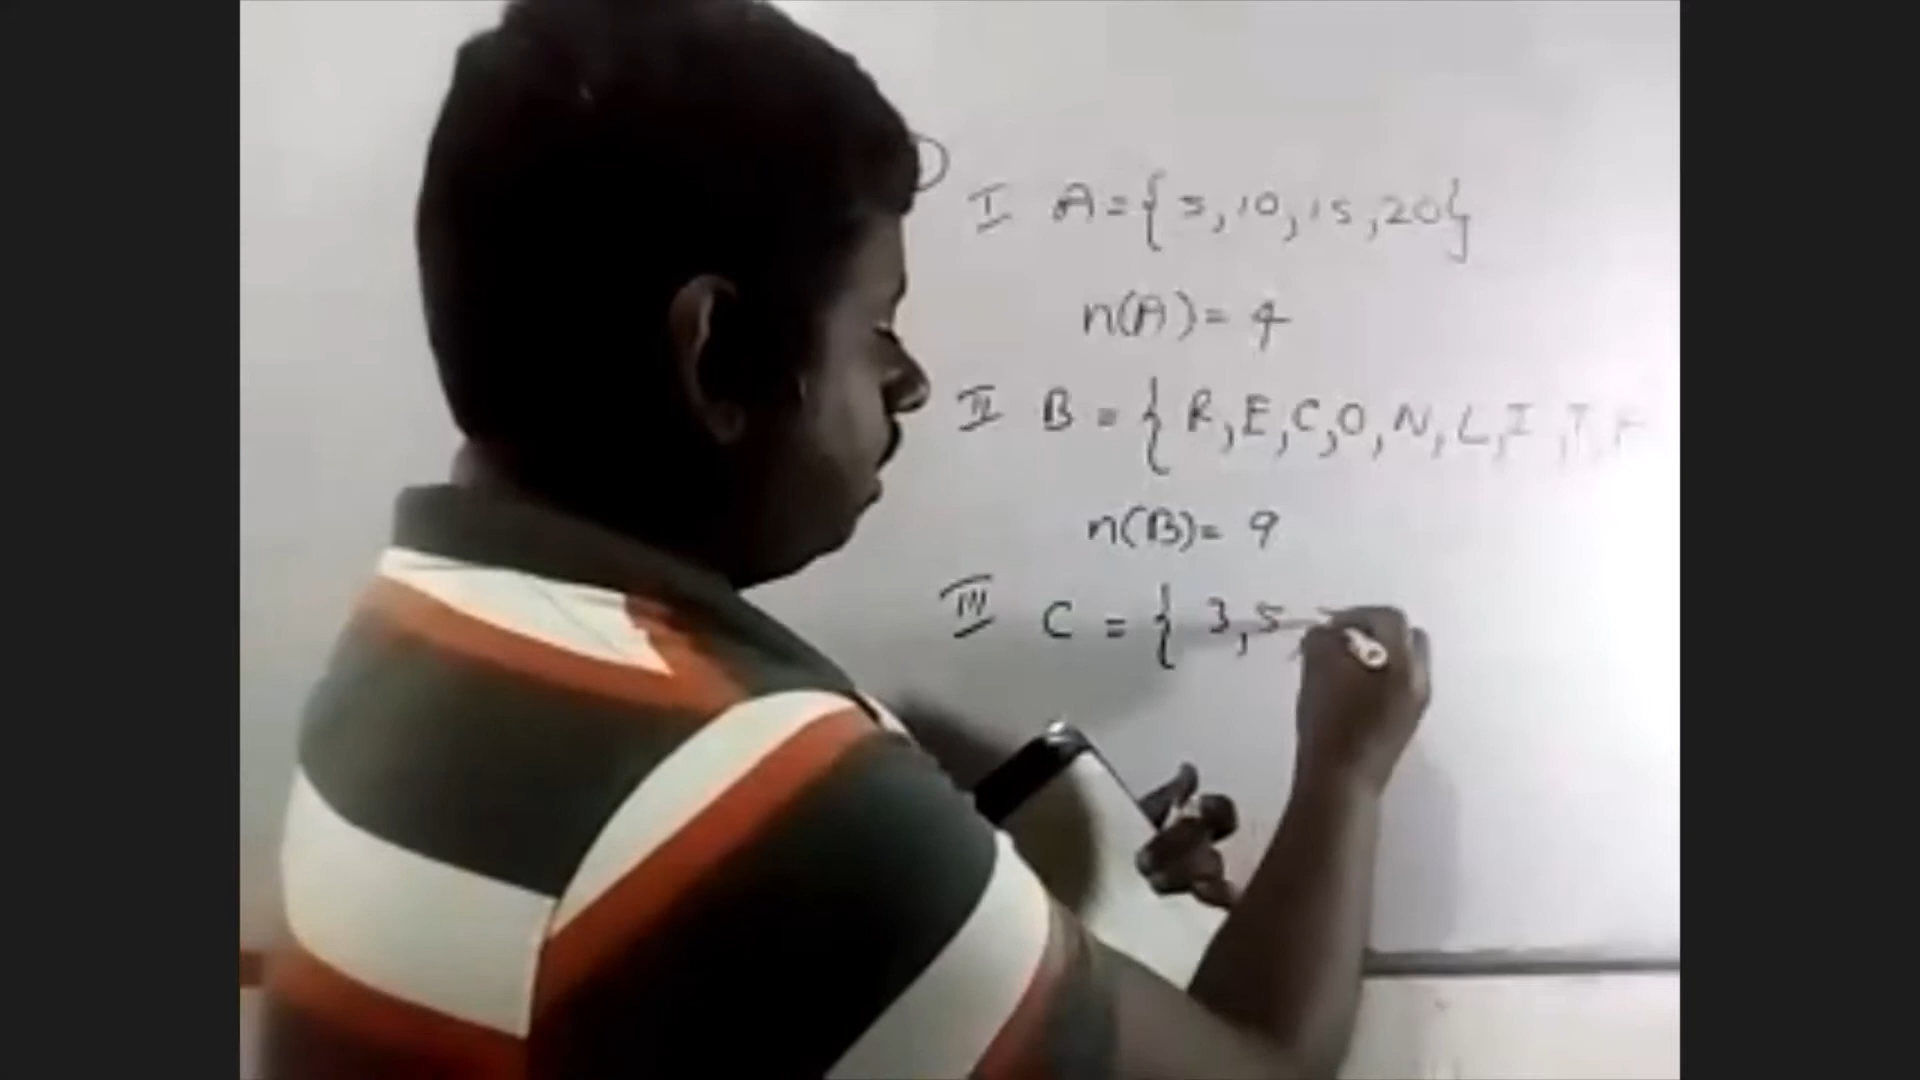 I A = { 5, 10, 15, 20 }
n(A) = 4
II B = { R, E, C, O, N, L, I, T,
n(B) = 9
III C = { 3, 5,